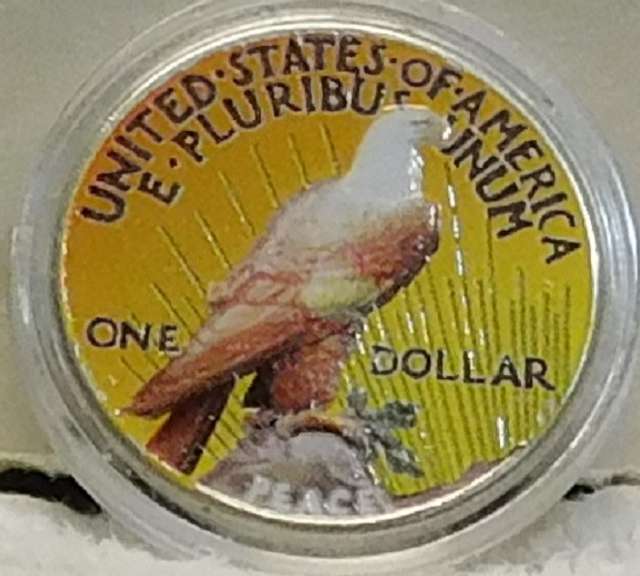 UNITED·STATES·OF·AMERICA
E·PLURIBUS UNUM
ONE DOLLAR
PEACE